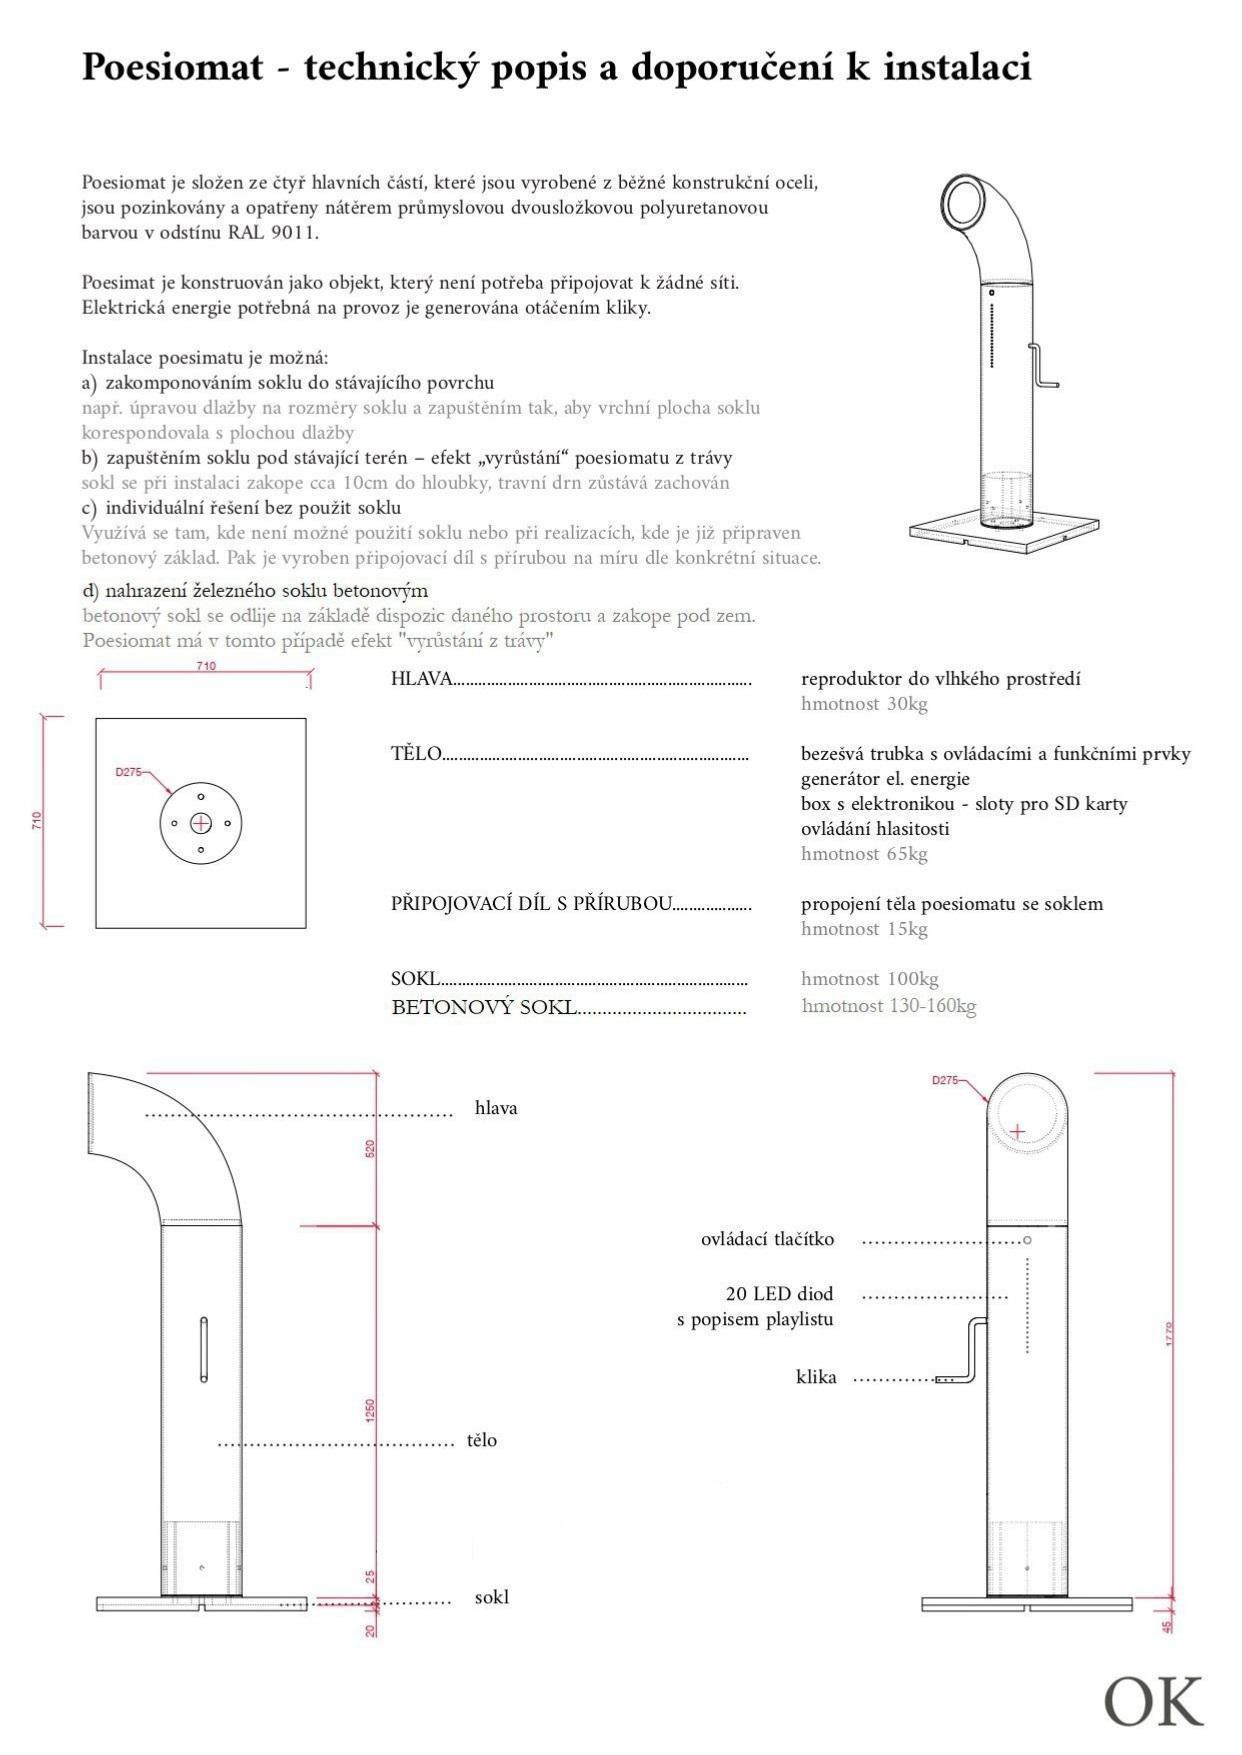 Poesiomat - technický popis a doporučení k instalaci
Poesiomat je složen ze čtyř hlavních částí, které jsou vyrobené z běžné konstrukční oceli,
jsou pozinkovány a opatřeny nátěrem průmyslovou dvousložkovou polyuretanovou
barvou v odstínu RAL 9011.
Poesimat je konstruován jako objekt, který není potřeba připojovat k žádné síti.
Elektrická energie potřebná na provoz je generována otáčením kliky.
Instalace poesimatu je možná:
a) zakomponováním soklu do stávajícího povrchu
např. úpravou dlažby na rozměry soklu a zapuštěním tak, aby vrchní plocha soklu
korespondovala s plochou dlažby
b) zapuštěním soklu pod stávající terén – efekt „vyrůstání“ poesiomatu z trávy
sokl se při instalaci zakope cca 10cm do hloubky, travní drn zůstává zachován
c) individuální řešení bez použit soklu
Využívá se tam, kde není možné použití soklu nebo při realizacích, kde je již připraven
betonový základ. Pak je vyroben připojovací díl s přírubou na míru dle konkrétní situace.
d) nahrazení železného soklu betonovým
betonový sokl se odlije na základě dispozic daného prostoru a zakope pod zem.
Poesiomat má v tomto případě efekt "vyrůstání z trávy"
710
710
D275
HLAVA.................................................................. reproduktor do vlhkého prostředí
hmotnost 30kg
TĚLO.................................................................... bezešvá trubka s ovládacími a funkčními prvky
generátor el. energie
box s elektronikou - sloty pro SD karty
ovládání hlasitosti
hmotnost 65kg
PŘIPOJOVACÍ DÍL S PŘÍRUBOU.................. propojení těla poesiomatu se soklem
hmotnost 15kg
SOKL.................................................................... hmotnost 100kg
BETONOVÝ SOKL.................................. hmotnost 130-160kg
hlava
520
1250
tělo
25
sokl
20
D275
ovládací tlačítko
20 LED diod
s popisem playlistu
klika
1770
45
OK